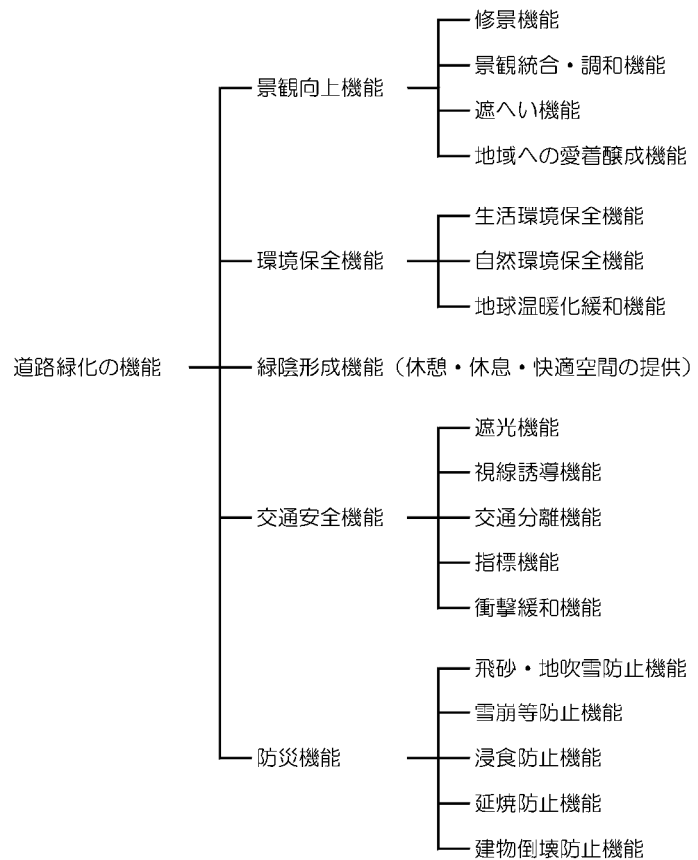 道路緑化の機能
景観向上機能
修景機能
景観統合・調和機能
遮へい機能
地域への愛着醸成機能
環境保全機能
生活環境保全機能
自然環境保全機能
地球温暖化緩和機能
緑陰形成機能（休憩・休息・快適空間の提供）
交通安全機能
遮光機能
視線誘導機能
交通分離機能
指標機能
衝撃緩和機能
防災機能
飛砂・地吹雪防止機能
雪崩等防止機能
浸食防止機能
延焼防止機能
建物倒壊防止機能